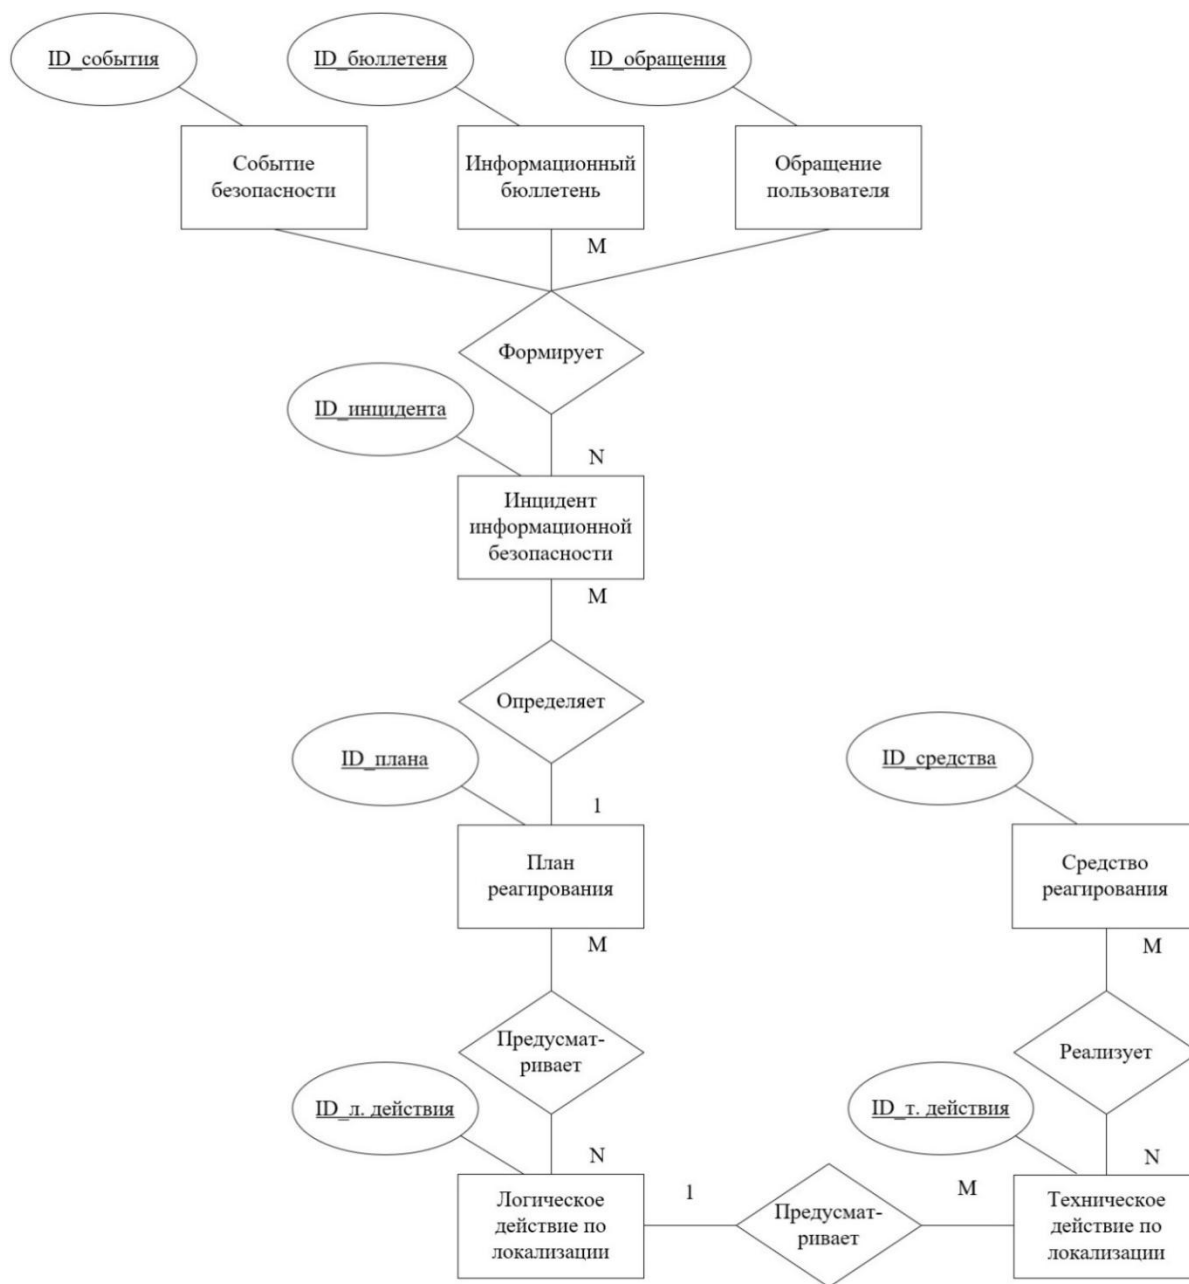 ID_события
ID_бюллетеня
ID_обращения
Событие
безопасности
Информационный
бюллетень
Обращение
пользователя
M
Формирует
ID_инцидента
N
Инцидент
информационной
безопасности
M
Определяет
ID_плана
ID_средства
1
План
реагирования
Средство
реагирования
M
M
Предусмат-
ривает
Реализует
ID_л. действия
ID_т. действия
N
N
Логическое
действие по
локализации
1
Предусмат-
ривает
M
Техническое
действие по
локализации